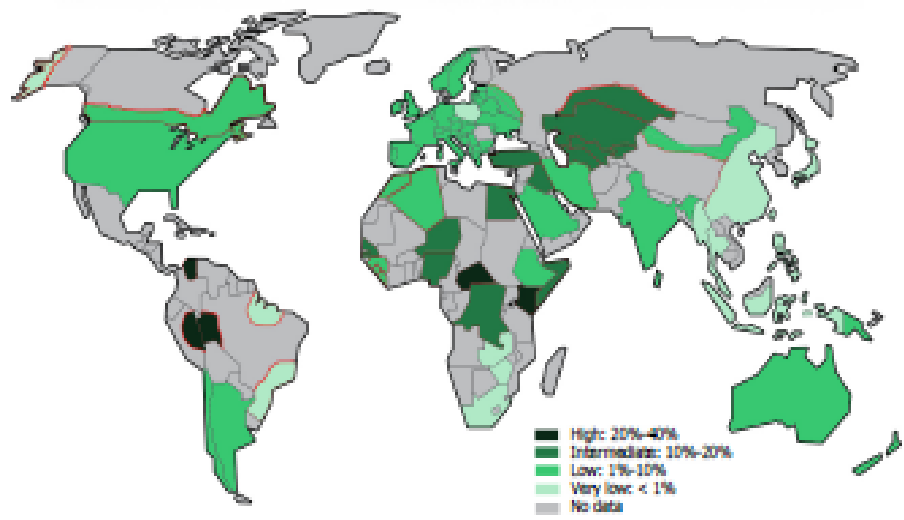 High: 20%-40%
Intermediate: 10%-20%
Low: 1%-10%
Very low: < 1%
No data